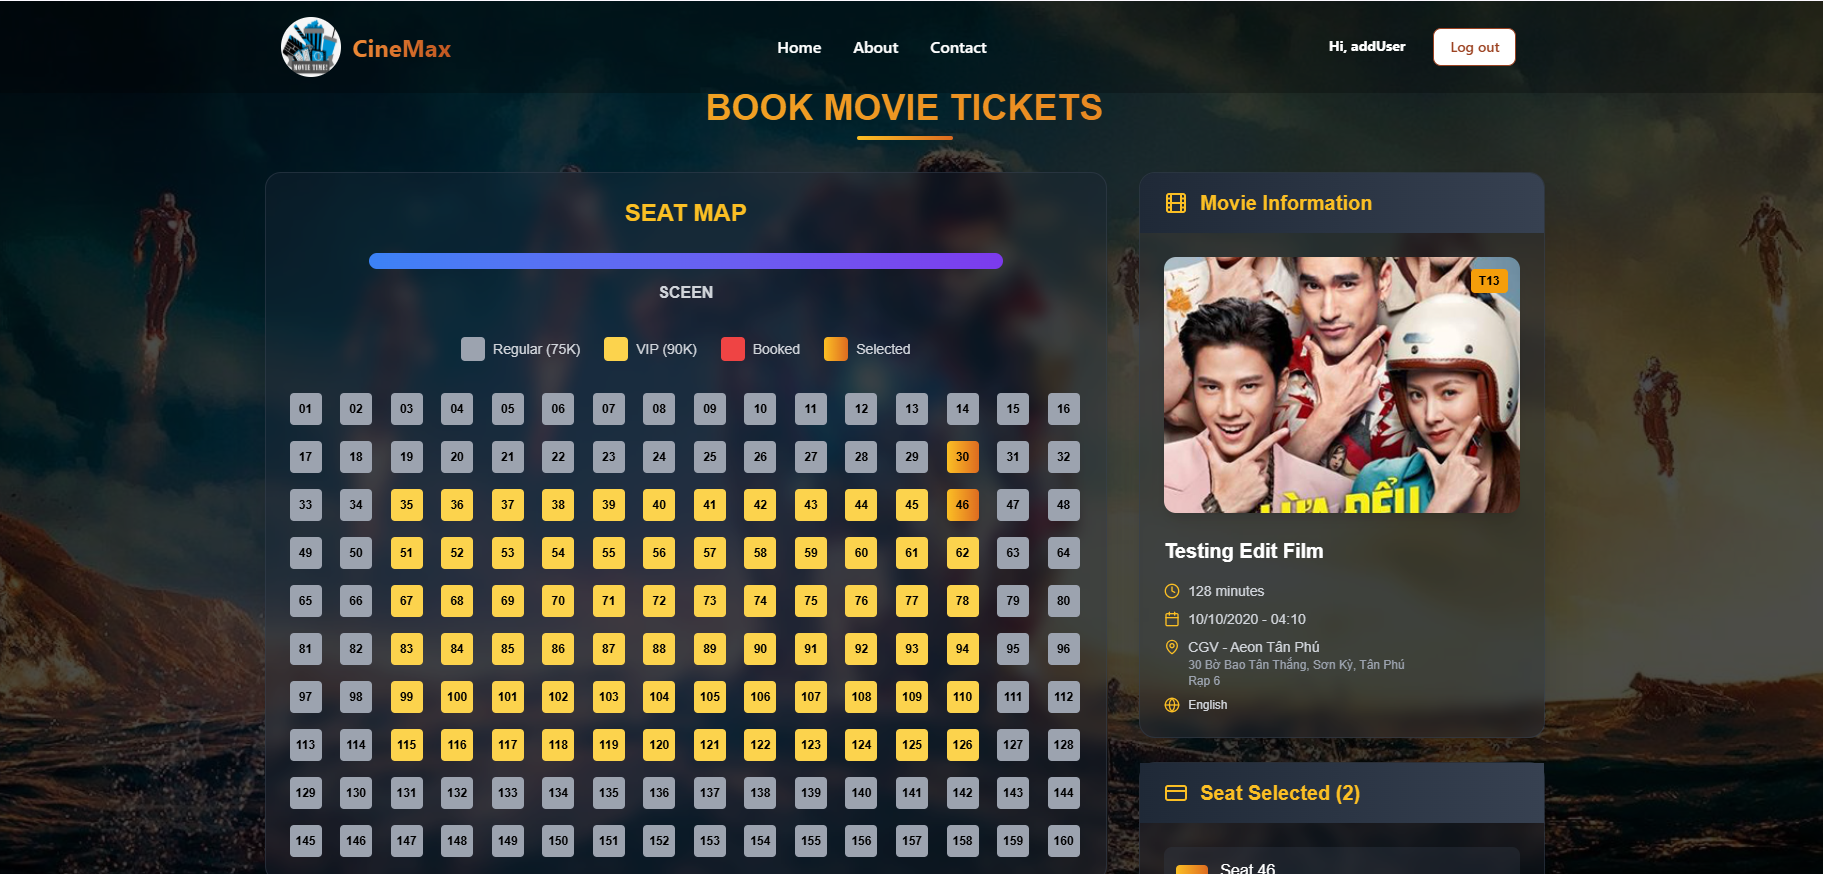 MOVIE TIME!
CineMax
Home About Contact
Hi, addUser
Log out
BOOK MOVIE TICKETS
SEAT MAP
SCEEN
Regular (75K) VIP (90K) Booked Selected
01 02 03 04 05 06 07 08 09 10 11 12 13 14 15 16
17 18 19 20 21 22 23 24 25 26 27 28 29 30 31 32
33 34 35 36 37 38 39 40 41 42 43 44 45 46 47 48
49 50 51 52 53 54 55 56 57 58 59 60 61 62 63 64
65 66 67 68 69 70 71 72 73 74 75 76 77 78 79 80
81 82 83 84 85 86 87 88 89 90 91 92 93 94 95 96
97 98 99 100 101 102 103 104 105 106 107 108 109 110 111 112
113 114 115 116 117 118 119 120 121 122 123 124 125 126 127 128
129 130 131 132 133 134 135 136 137 138 139 140 141 142 143 144
145 146 147 148 149 150 151 152 153 154 155 156 157 158 159 160
Movie Information
T13
LỪA ĐỂU
Testing Edit Film
128 minutes
10/10/2020 - 04:10
CGV - Aeon Tân Phú
30 Bờ Bao Tân Thắng, Sơn Kỳ, Tân Phú
Rạp 6
English
Seat Selected (2)
Seat 46